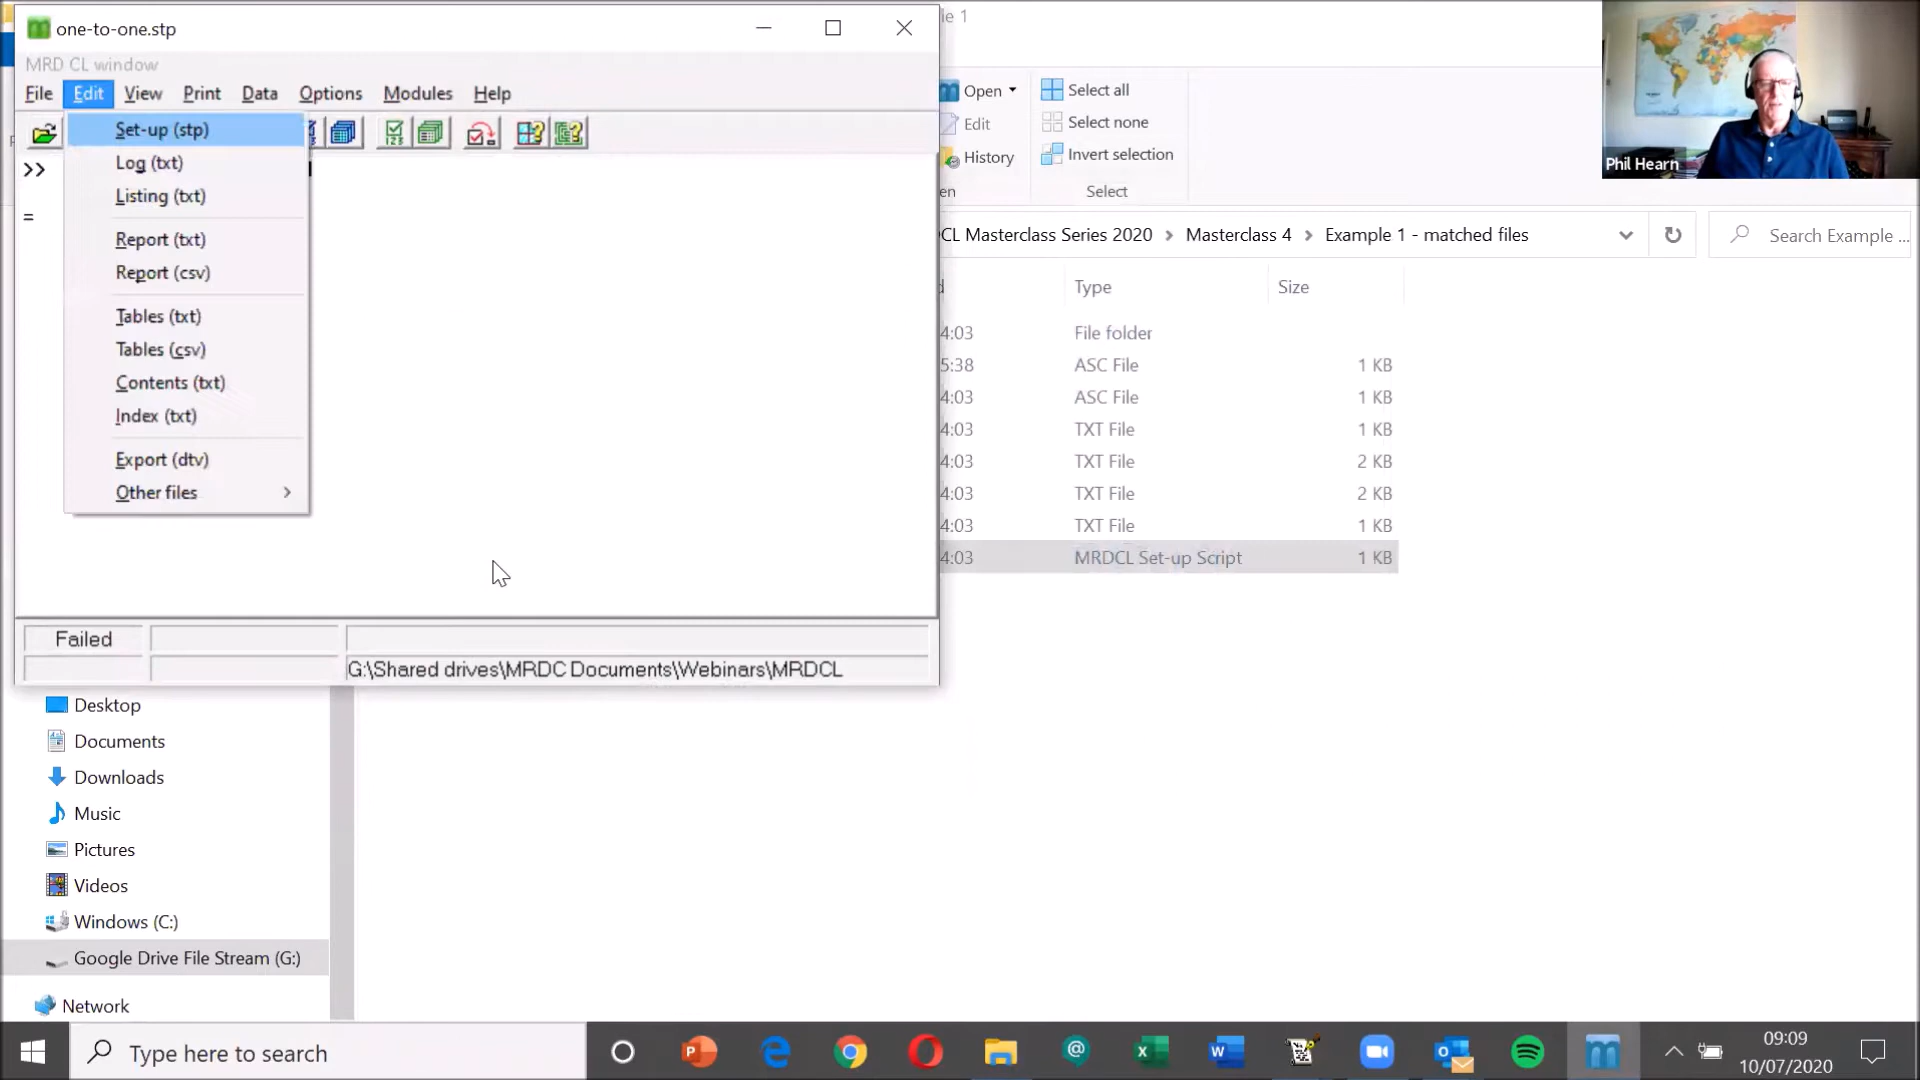 one-to-one.stp
MRD CL window
File Edit View Print Data Options Modules Help
Set-up (stp)
Log (txt)
Listing (txt)
Report (txt)
Report (csv)
Tables (txt)
Tables (csv)
Contents (txt)
Index (txt)
Export (dtv)
Other files
>>
=
Failed
G:\Shared drives\MRDC Documents\Webinars\MRDCL
Open
Edit
History
Select all
Select none
Invert selection
Select
Phil Hearn
CL Masterclass Series 2020 > Masterclass 4 > Example 1 - matched files
Search Example ...
Type Size
4:03 File folder
5:38 ASC File 1 KB
4:03 ASC File 1 KB
4:03 TXT File 1 KB
4:03 TXT File 2 KB
4:03 TXT File 2 KB
4:03 TXT File 1 KB
4:03 MRDCL Set-up Script 1 KB
Desktop
Documents
Downloads
Music
Pictures
Videos
Windows (C:)
Google Drive File Stream (G:)
Network
Type here to search
09:09
10/07/2020